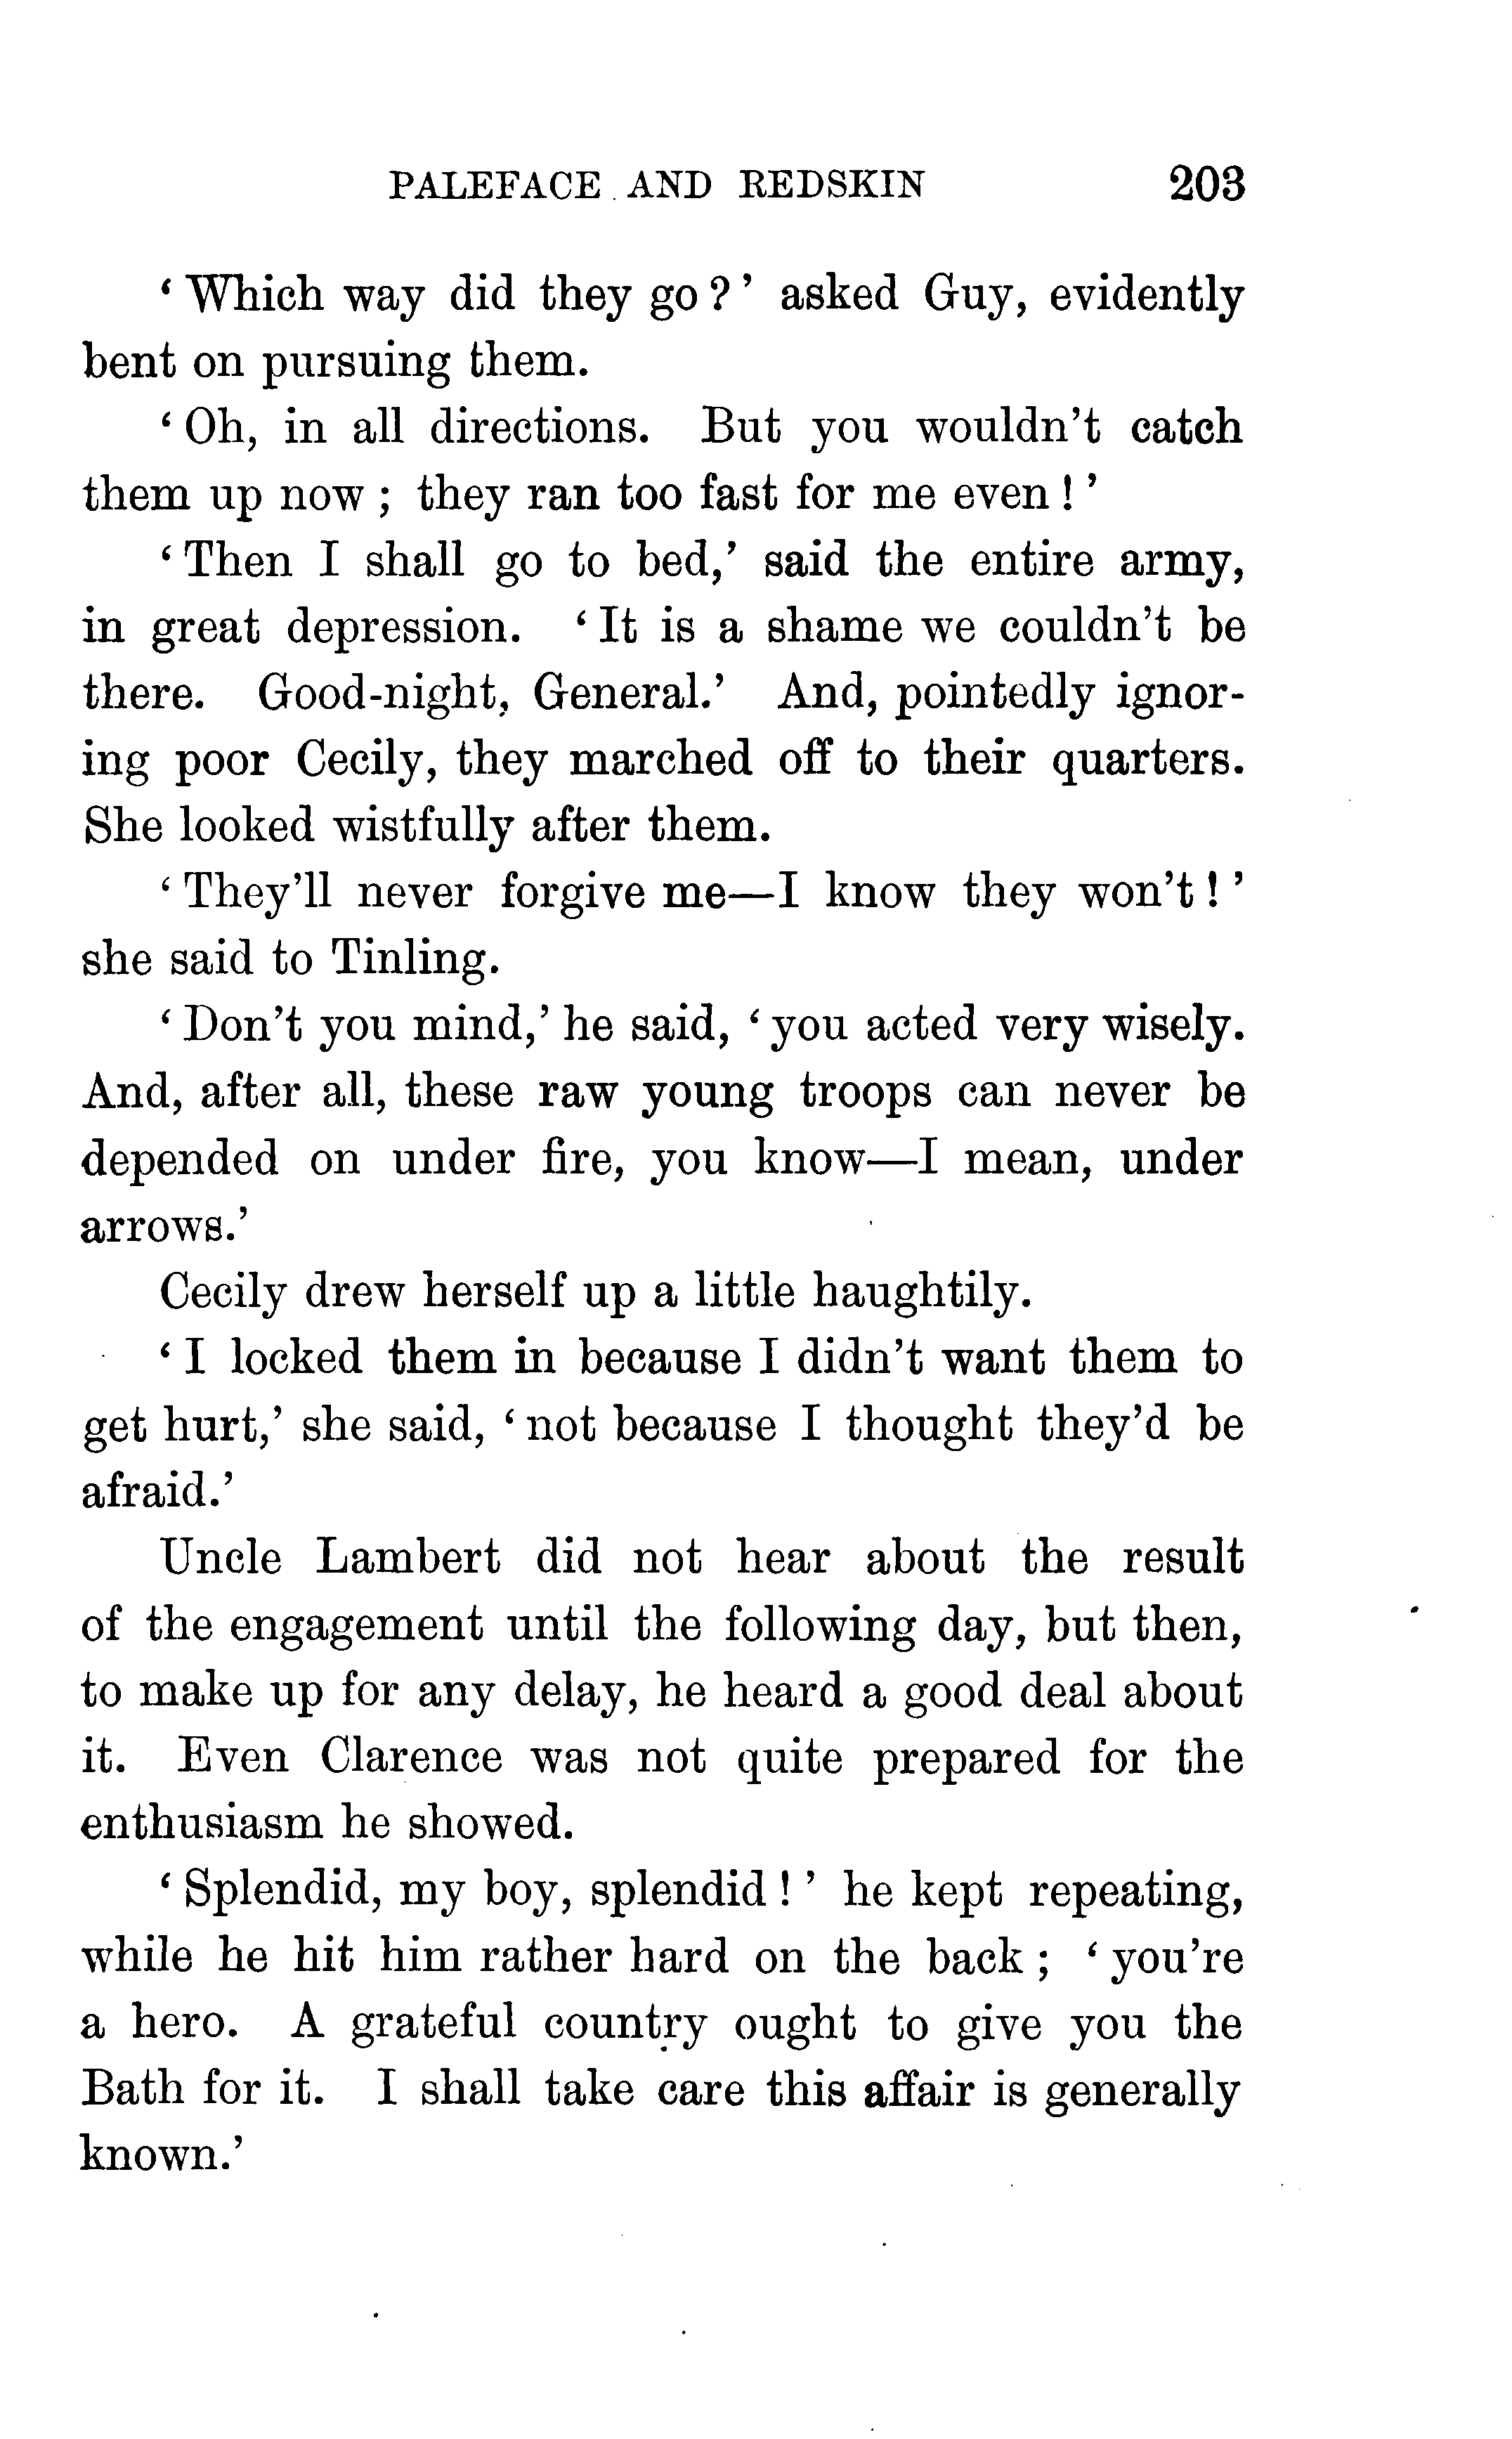 PALEFACE AND REDSKIN 203
‘Which way did they go?’ asked Guy, evidently
bent on pursuing them.
‘Oh, in all directions. But you wouldn’t catch
them up now; they ran too fast for me even!’
‘Then I shall go to bed,’ said the entire army,
in great depression. ‘It is a shame we couldn’t be
there. Good-night, General.’ And, pointedly ignor-
ing poor Cecily, they marched off to their quarters.
She looked wistfully after them.
‘They’ll never forgive me—I know they won’t!’
she said to Tinling.
‘Don’t you mind,’ he said, ‘you acted very wisely.
And, after all, these raw young troops can never be
depended on under fire, you know—I mean, under
arrows.’
Cecily drew herself up a little haughtily.
‘I locked them in because I didn’t want them to
get hurt,’ she said, ‘not because I thought they’d be
afraid.’
Uncle Lambert did not hear about the result
of the engagement until the following day, but then,
to make up for any delay, he heard a good deal about
it. Even Clarence was not quite prepared for the
enthusiasm he showed.
‘Splendid, my boy, splendid!’ he kept repeating,
while he hit him rather hard on the back; ‘you’re
a hero. A grateful country ought to give you the
Bath for it. I shall take care this affair is generally
known.’